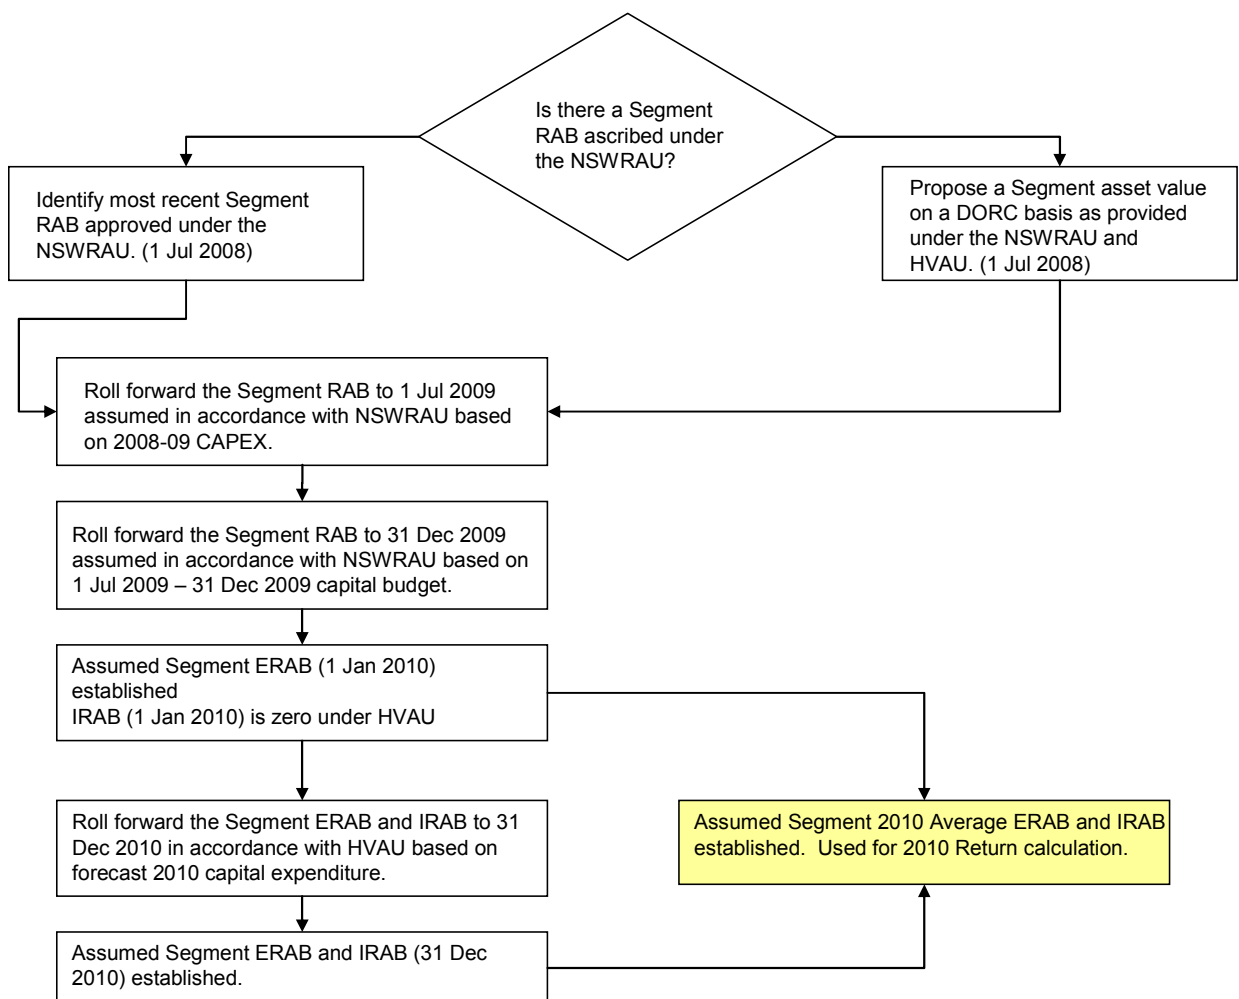 Is there a Segment
RAB ascribed under
the NSWRAU?
Identify most recent Segment
RAB approved under the
NSWRAU. (1 Jul 2008)
Propose a Segment asset value
on a DORC basis as provided
under the NSWRAU and
HVAU. (1 Jul 2008)
Roll forward the Segment RAB to 1 Jul 2009
assumed in accordance with NSWRAU based
on 2008-09 CAPEX.
Roll forward the Segment RAB to 31 Dec 2009
assumed in accordance with NSWRAU based on
1 Jul 2009 – 31 Dec 2009 capital budget.
Assumed Segment ERAB (1 Jan 2010)
established
IRAB (1 Jan 2010) is zero under HVAU
Roll forward the Segment ERAB and IRAB to 31
Dec 2010 in accordance with HVAU based on
forecast 2010 capital expenditure.
Assumed Segment 2010 Average ERAB and IRAB
established.  Used for 2010 Return calculation.
Assumed Segment ERAB and IRAB (31 Dec
2010) established.